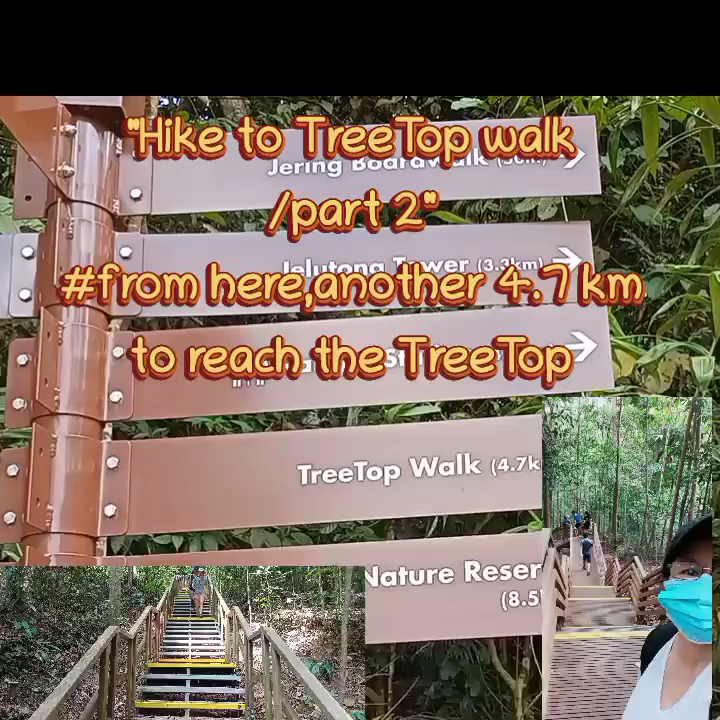 "Hike to TreeTop walk
Jering Boardwalk
/part 2"
Jelutong Tower (3.3km)
#from here,another 4.7 km
to reach the TreeTop
TreeTop Walk (4.7k
Nature Reser
(8.5